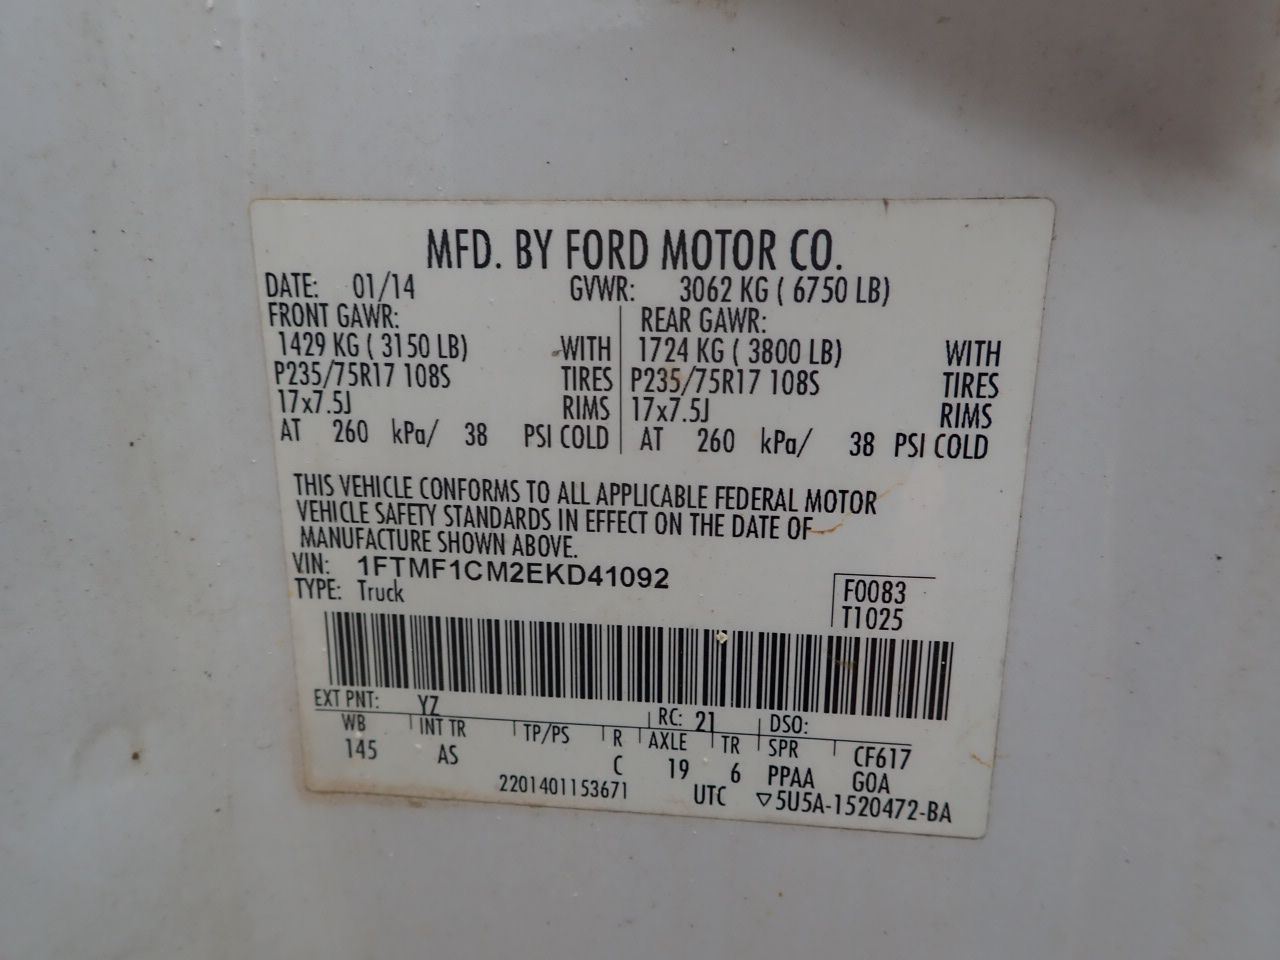 MFD. BY FORD MOTOR CO.
DATE: 01/14 GVWR: 3062 KG ( 6750 LB)
FRONT GAWR: REAR GAWR:
1429 KG ( 3150 LB) WITH 1724 KG ( 3800 LB) WITH
P235/75R17 108S TIRES P235/75R17 108S TIRES
17x7.5J RIMS 17x7.5J RIMS
AT 260 kPa/ 38 PSI COLD AT 260 kPa/ 38 PSI COLD
THIS VEHICLE CONFORMS TO ALL APPLICABLE FEDERAL MOTOR
VEHICLE SAFETY STANDARDS IN EFFECT ON THE DATE OF
MANUFACTURE SHOWN ABOVE.
VIN: 1FTMF1CM2EKD41092
TYPE: Truck
F0083
T1025
EXT PNT: YZ RC: 21 DSO:
WB INT TR TP/PS R AXLE TR SPR CF617
145 AS C 19 6 PPAA GOA
2201401153671 UTC ▽5U5A-1520472-BA